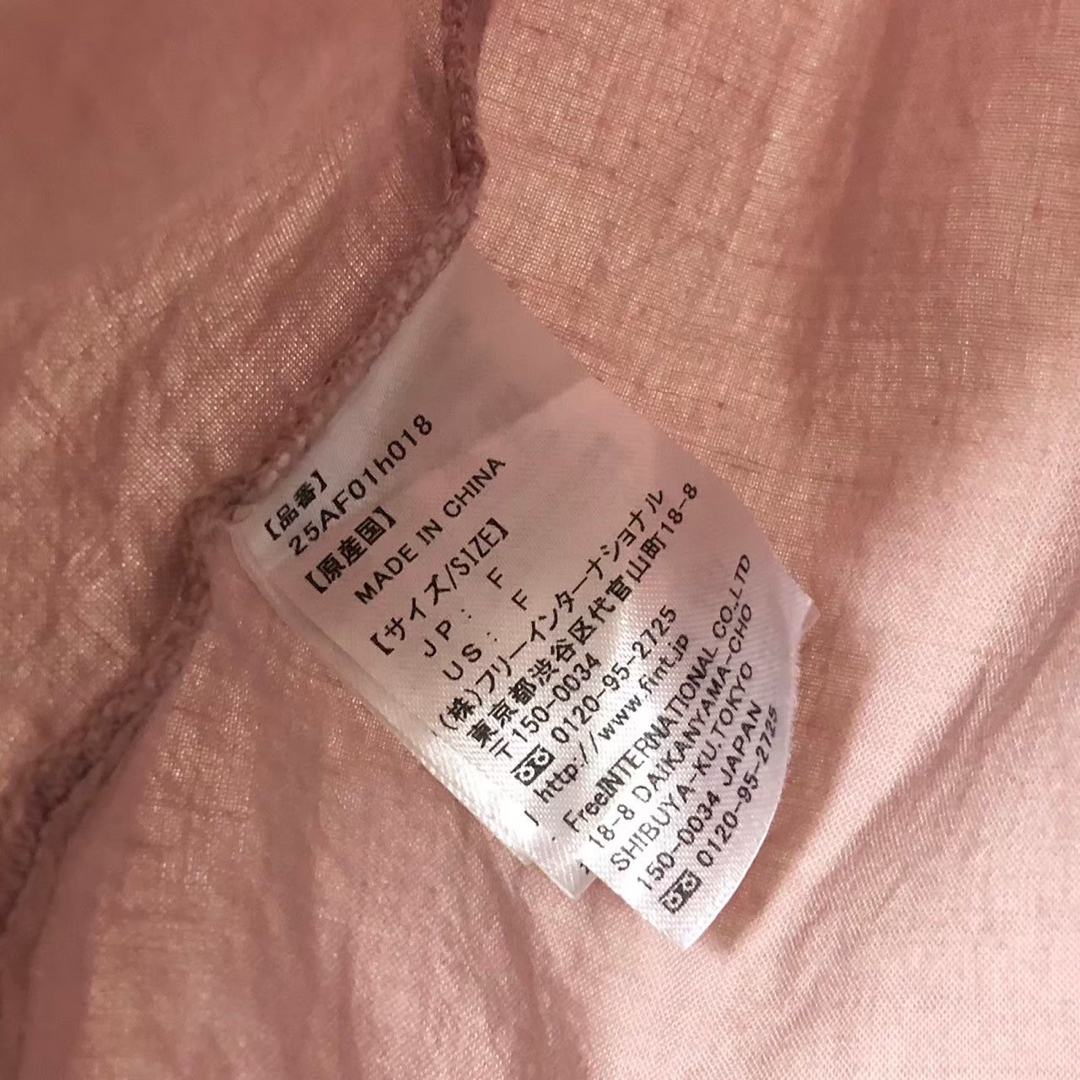 【品番】
25AF01h018
【原産国】
MADE IN CHINA
【サイズ/SIZE】
JP: F
US: F
(株)フリーインターナショナル
東京都渋谷区代官山町18-8
〒150-0034
0120-95-2725
http://www.fint.jp
FreeINTERNATIONAL CO.,LTD
18-8 DAIKANYAMA-CHO
SHIBUYA-KU.TOKYO
150-0034 JAPAN
0120-95-2725